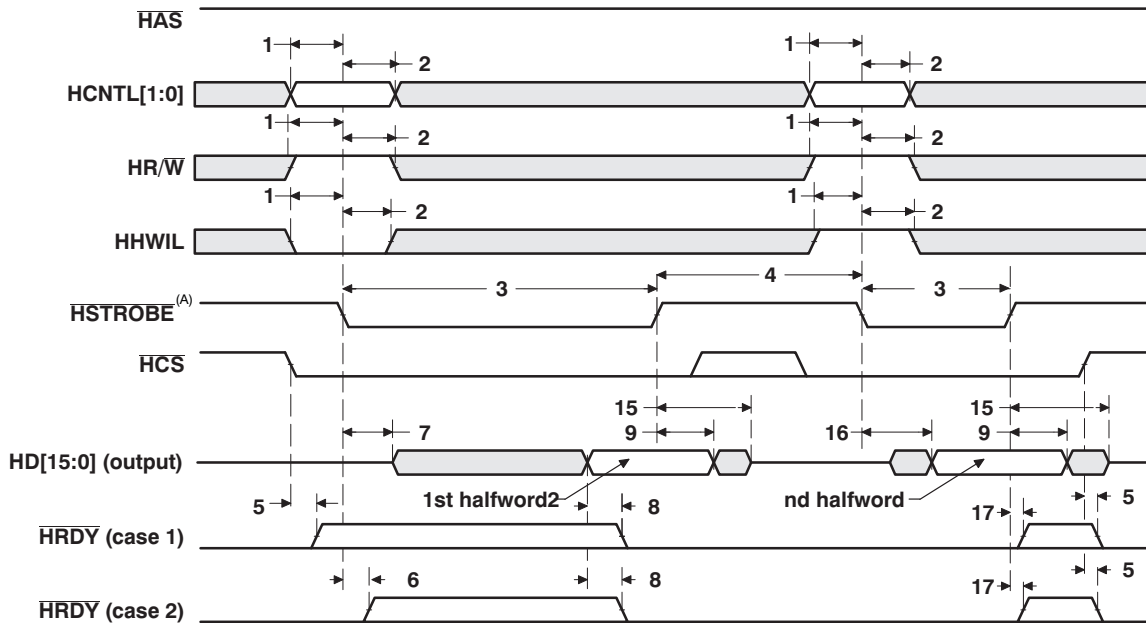 HAS
1 1
2 2
HCNTL[1:0]
1 2 1 2
HR/W
1 2 1 2
HHWIL
4
3 3
HSTROBE(A)
HCS
15 15
7 9 16 9
HD[15:0] (output)
1st halfword2 nd halfword
5 8 17 5
HRDY (case 1)
6 8 17 5
HRDY (case 2)